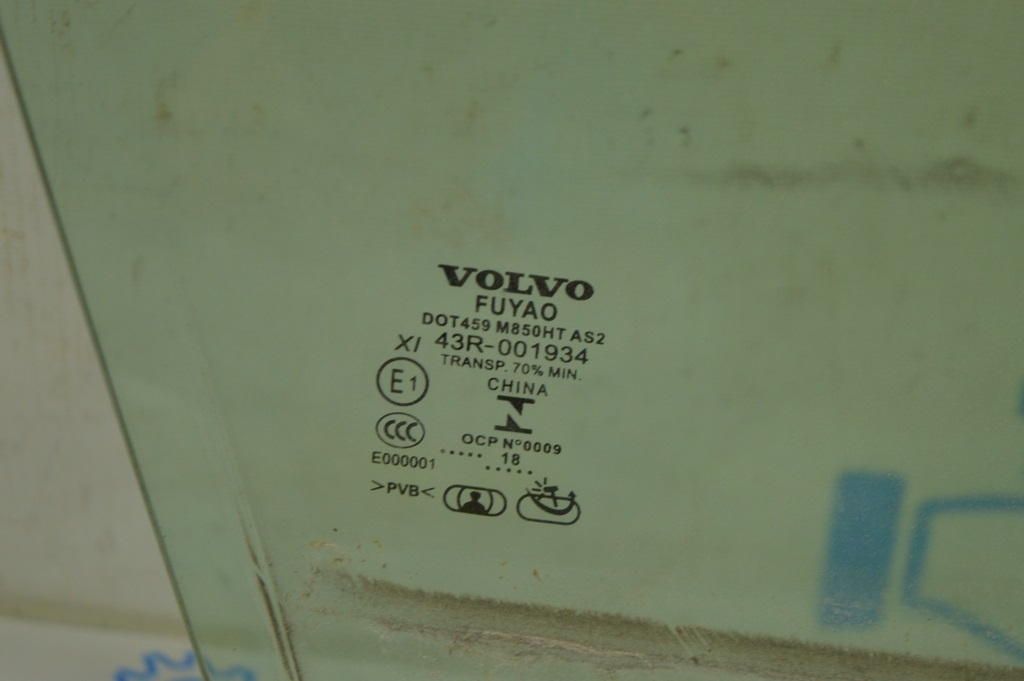 VOLVO
FUYAO
DOT459 M850HT AS2
XI 43R-001934
TRANSP. 70% MIN.
E1 CHINA
CCC OCP N°0009
E000001 ..... 18 .....
>PVB<